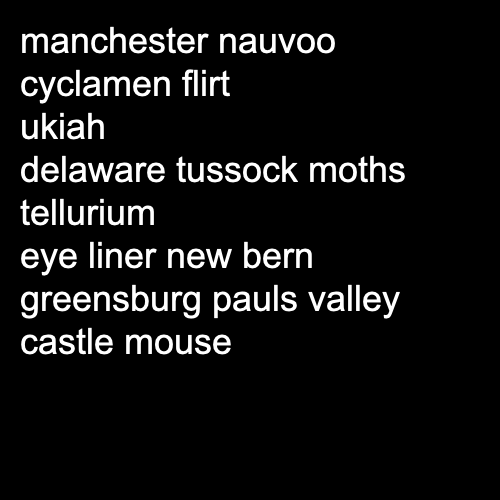 manchester nauvoo
cyclamen flirt
ukiah
delaware tussock moths
tellurium
eye liner new bern
greensburg pauls valley
castle mouse